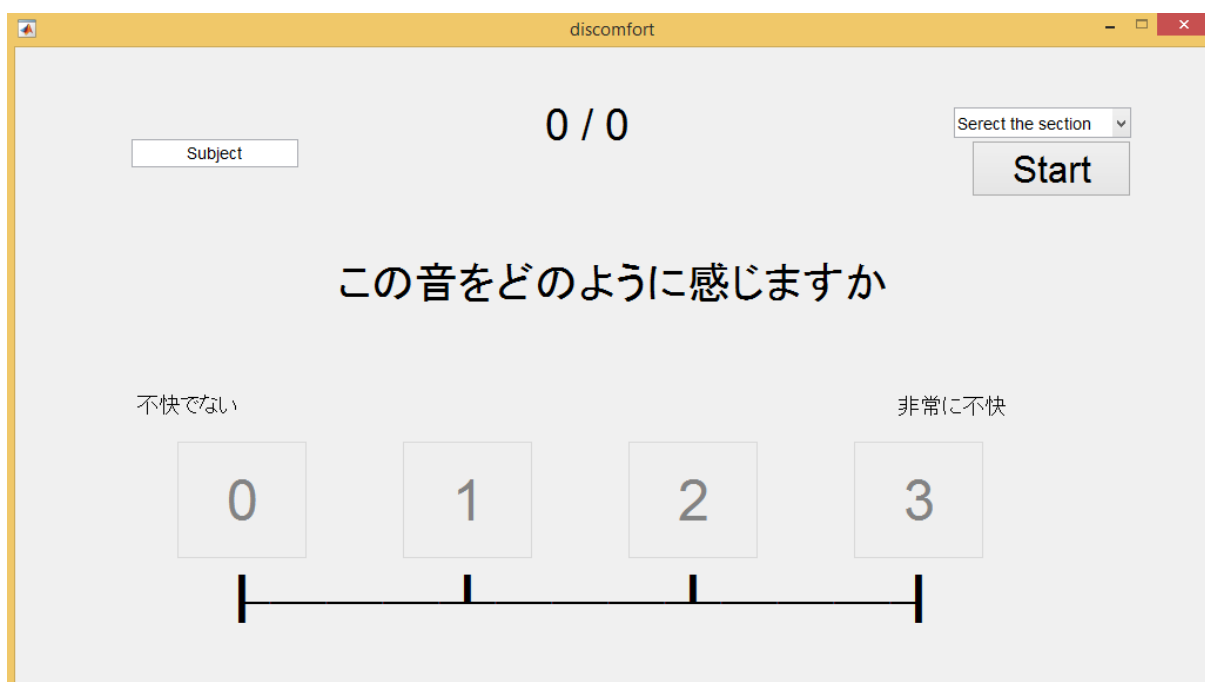 discomfort
0 / 0
Serect the section
Subject
Start
この音をどのように感じますか
不快でない
非常に不快
0
1
2
3